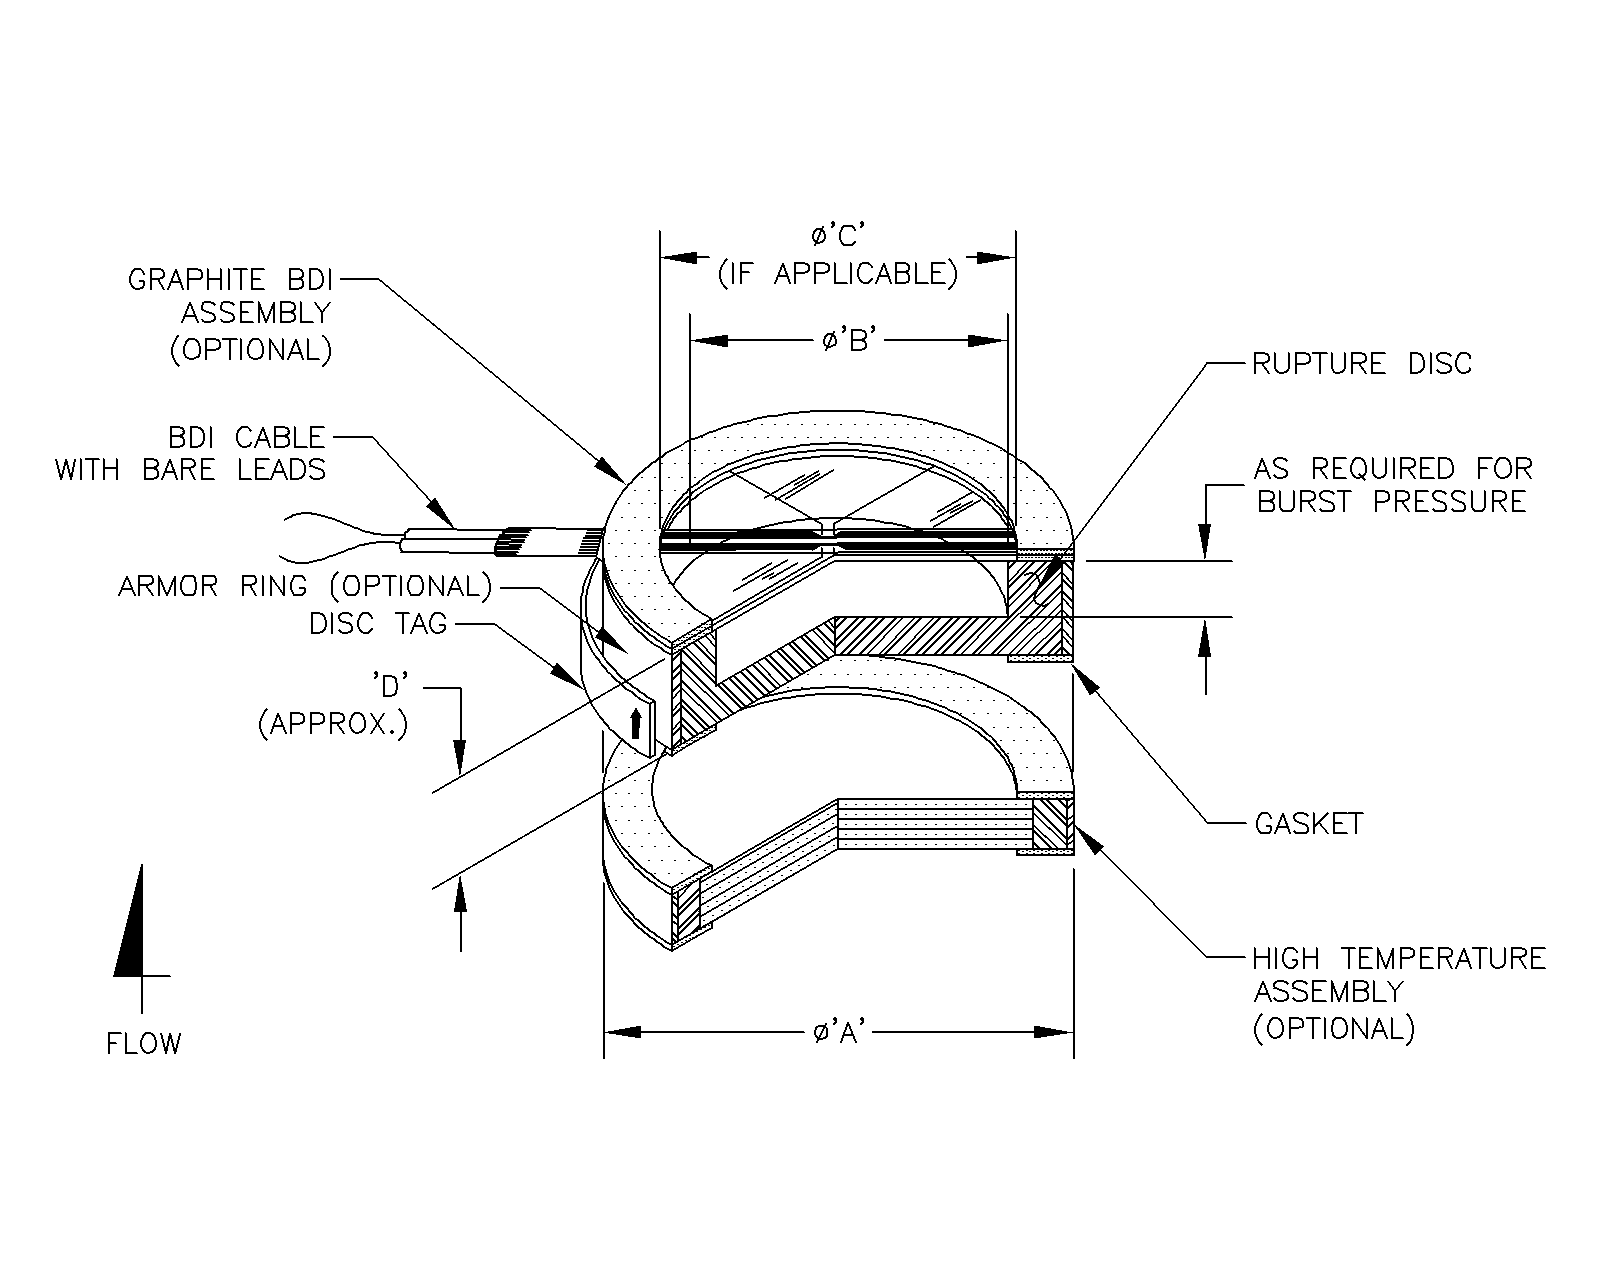 ø'C'
(IF APPLICABLE)
GRAPHITE BDI
ASSEMBLY
(OPTIONAL)
ø'B'
RUPTURE DISC
BDI CABLE
WITH BARE LEADS
AS REQUIRED FOR
BURST PRESSURE
ARMOR RING (OPTIONAL)
DISC TAG
'D'
(APPROX.)
GASKET
HIGH TEMPERATURE
ASSEMBLY
(OPTIONAL)
FLOW
ø'A'